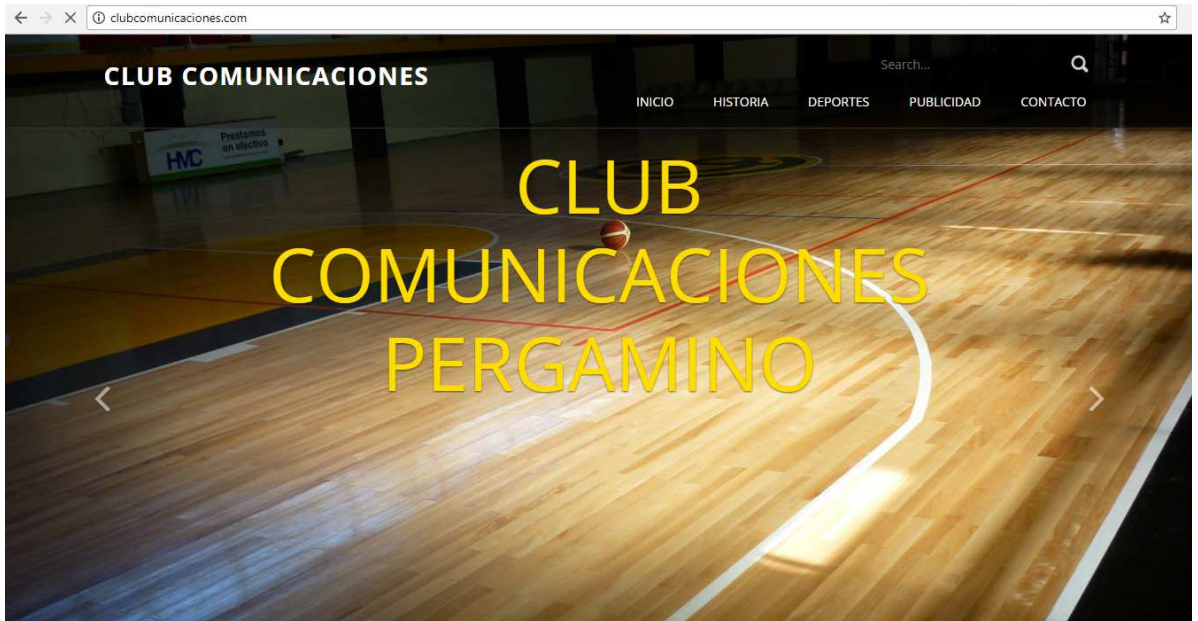 clubcomunicaciones.com
CLUB COMUNICACIONES
Search...
INICIO HISTORIA DEPORTES PUBLICIDAD CONTACTO
Prestamos
en efectivo
HMC
CLUB
COMUNICACIONES
PERGAMINO